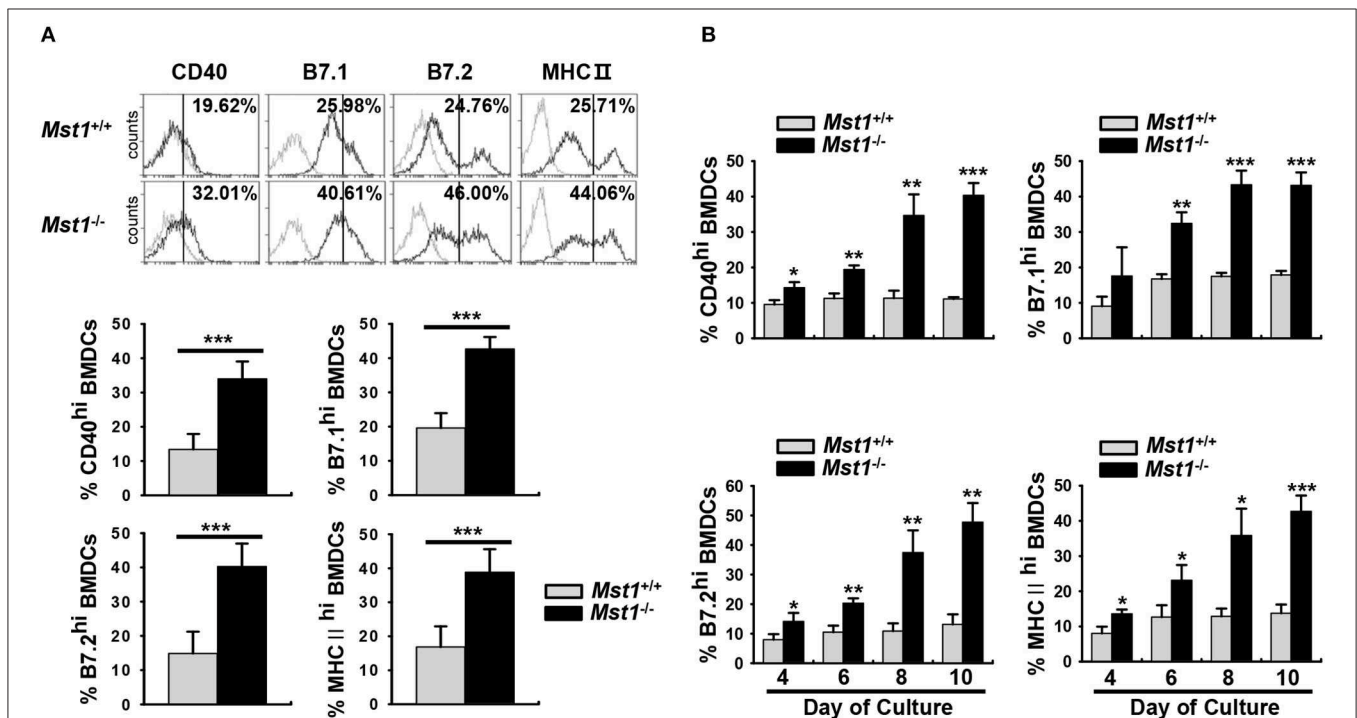 A
CD40 B7.1 B7.2 MHC II
Mst1+/+
counts
19.62% 25.98% 24.76% 25.71%
Mst1-/-
counts
32.01% 40.61% 46.00% 44.06%
% CD40hi BMDCs
50
40
30
20
10
0
***
% B7.1hi BMDCs
50
40
30
20
10
0
***
% B7.2hi BMDCs
50
40
30
20
10
0
***
% MHC IIhi BMDCs
50
40
30
20
10
0
***
Mst1+/+
Mst1-/-
B
Mst1+/+
Mst1-/-
% CD40hi BMDCs
50
40
30
20
10
0
* ** ** ***
Mst1+/+
Mst1-/-
% B7.1hi BMDCs
50
40
30
20
10
0
** *** ***
Mst1+/+
Mst1-/-
% B7.2hi BMDCs
60
50
40
30
20
10
0
* ** ** **
4 6 8 10
Day of Culture
Mst1+/+
Mst1-/-
% MHC IIhi BMDCs
50
40
30
20
10
0
* * * ***
4 6 8 10
Day of Culture